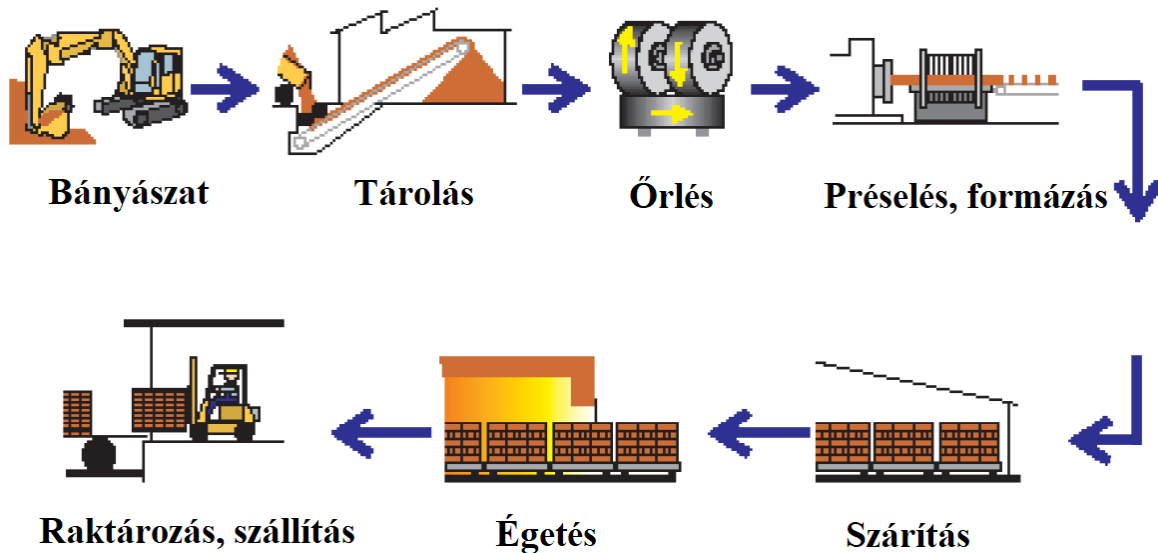 Bányászat
Tárolás
Őrlés
Préselés, formázás
Szárítás
Égetés
Raktározás, szállítás